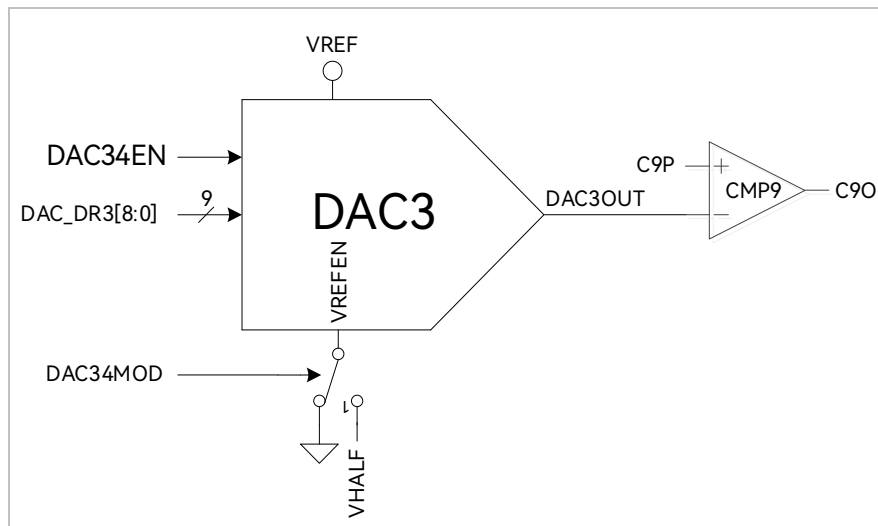 VREF
DAC34EN
DAC_DR3[8:0]
9
DAC3
VREFEN
DAC3OUT
C9P
+
CMP9
−
C9O
DAC34MOD
1
VHALF